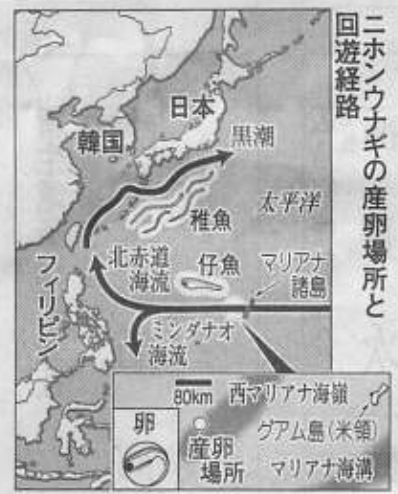 ニホンウナギの産卵場所と
回遊経路
日本
韓国
黒潮
太平洋
稚魚
北赤道
海流
仔魚
マリアナ
諸島
フィリピン
ミンダナオ
海流
80km
西マリアナ海嶺
グアム島(米領)
卵
産卵
場所
マリアナ海溝